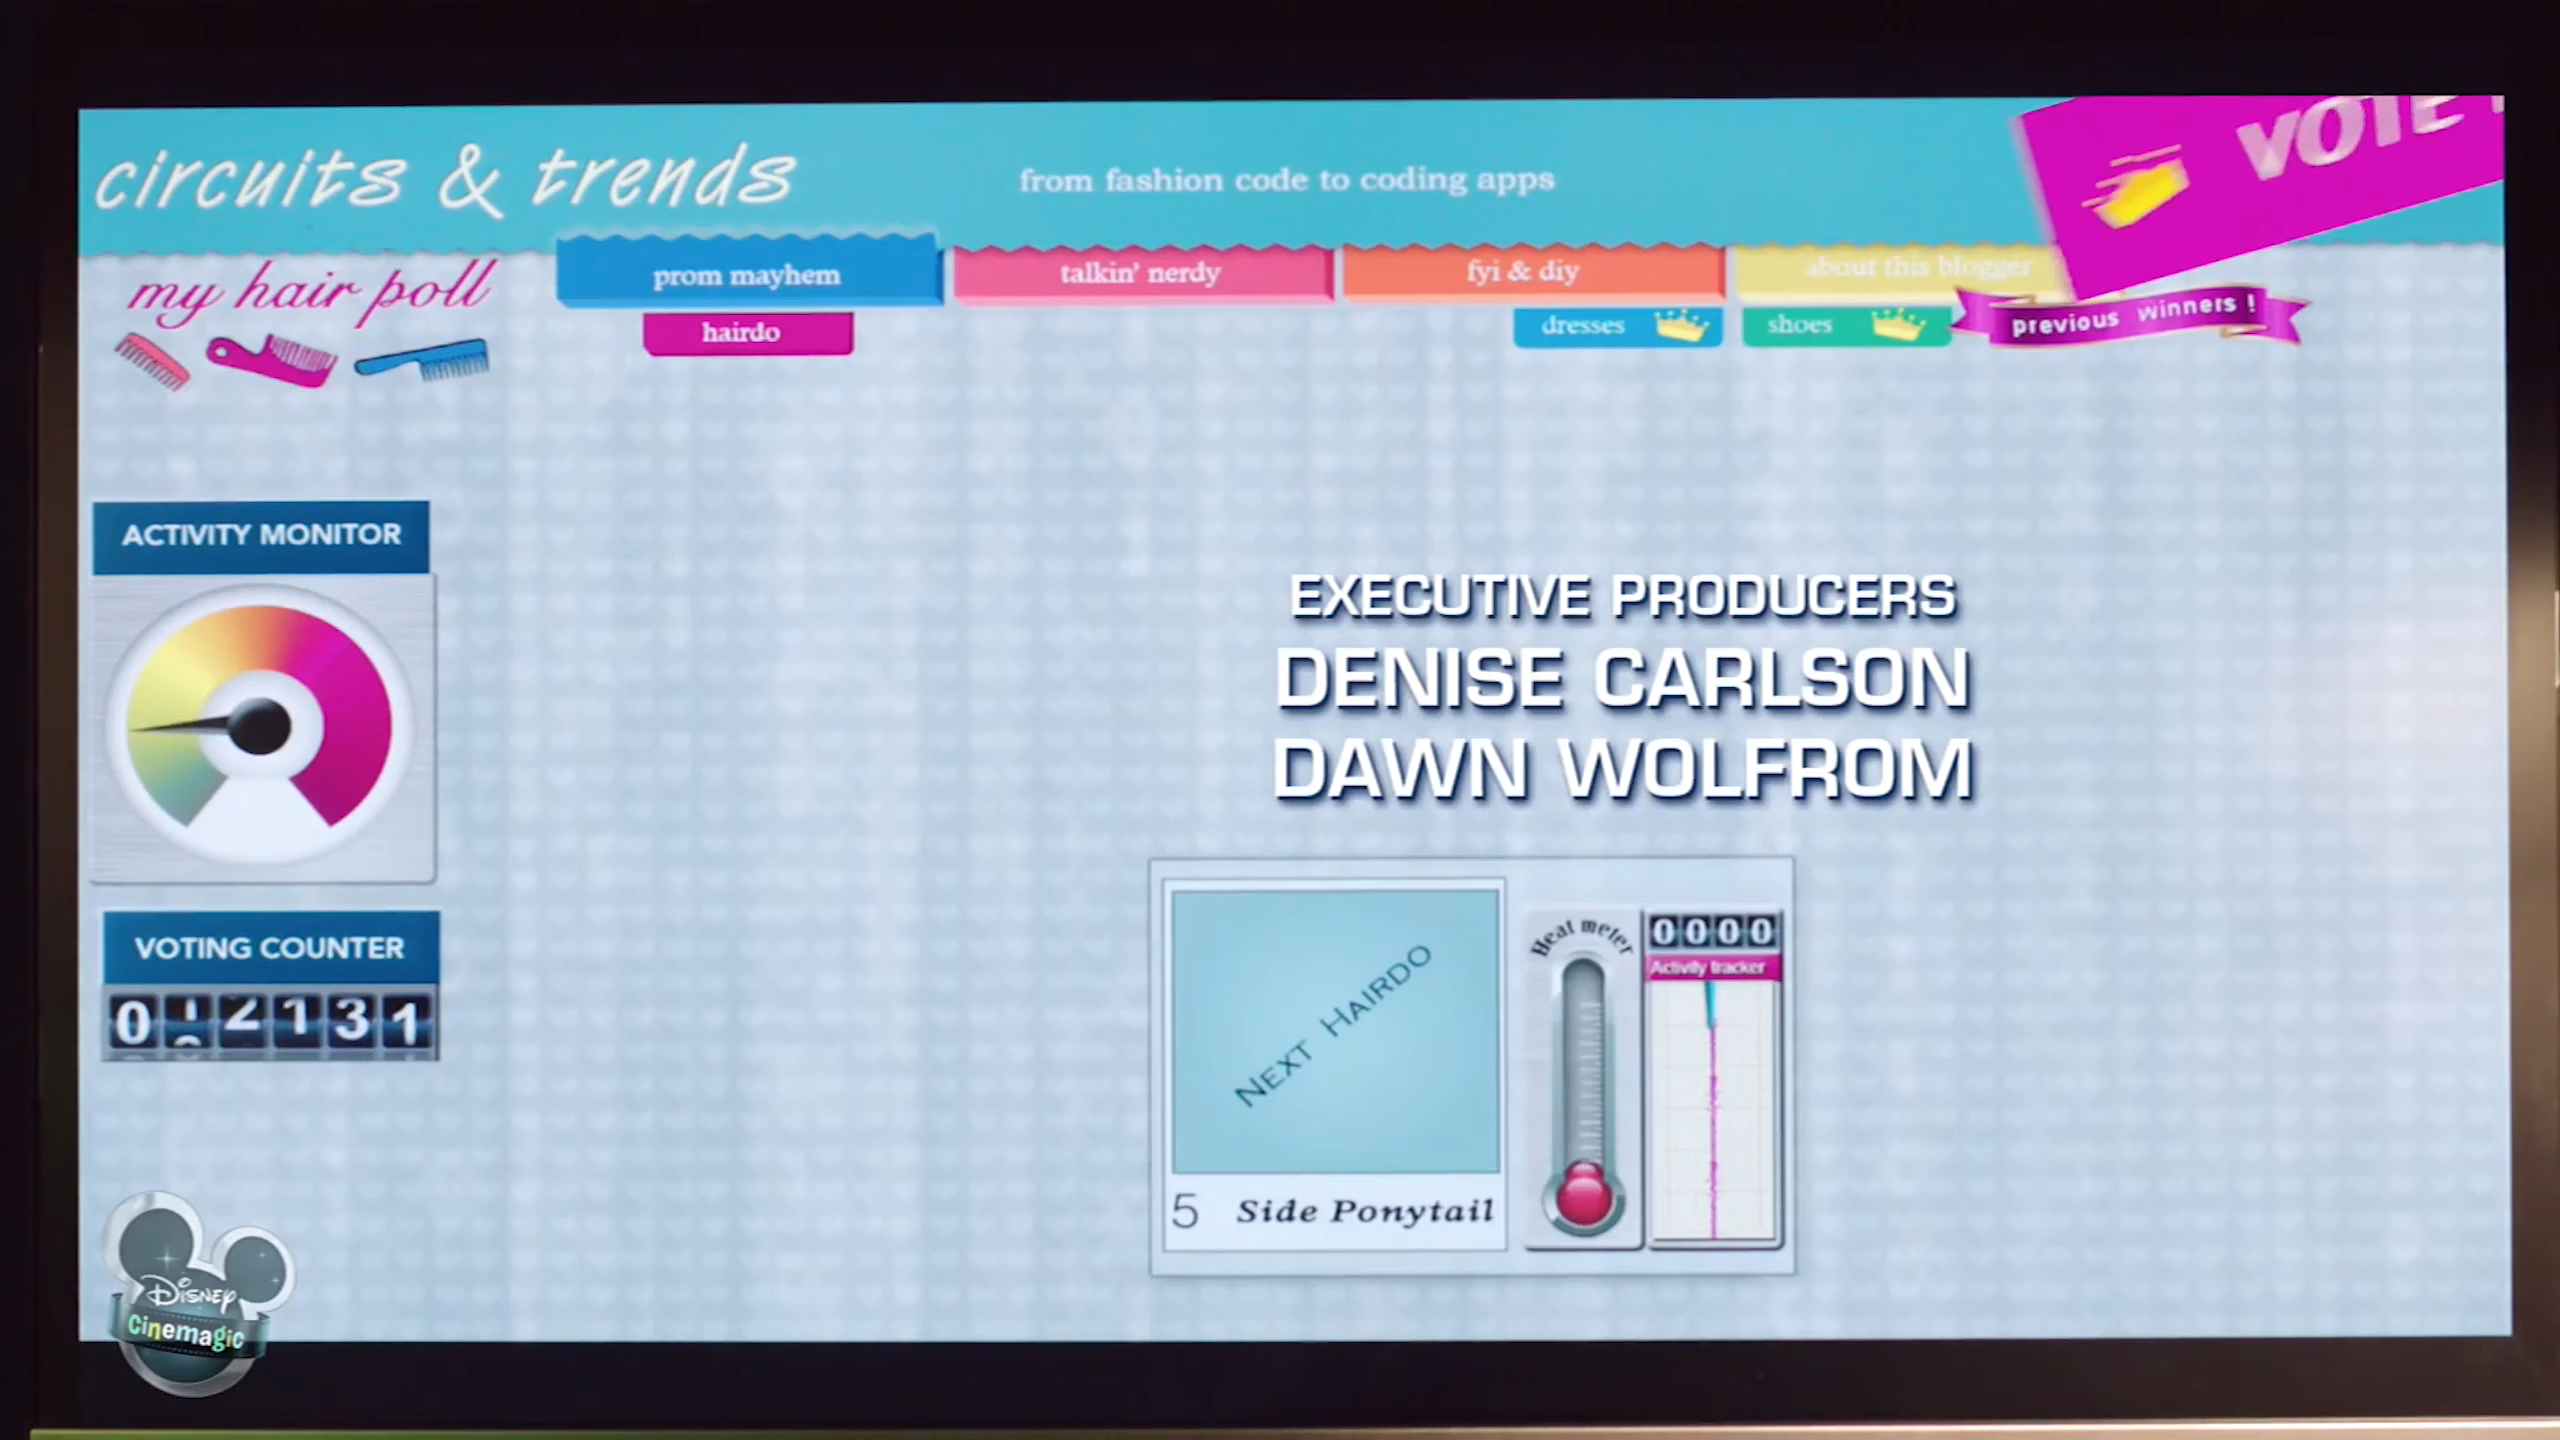 circuits & trends
from fashion code to coding apps
VOTE
my hair poll
prom mayhem
talkin' nerdy
fyi & diy
about this blogger
hairdo
dresses
shoes
previous winners !
ACTIVITY MONITOR
EXECUTIVE PRODUCERS
DENISE CARLSON
DAWN WOLFROM
VOTING COUNTER
0 2131
NEXT HAIRDO
Heat meter
0000
Activity tracker
5 Side Ponytail
Disney
Cinemagic